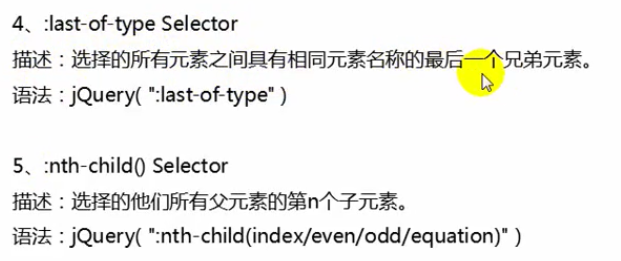 4、:last-of-type Selector
描述：选择的所有元素之间具有相同元素名称的最后一个兄弟元素。
语法：jQuery( ":last-of-type" )
5、:nth-child() Selector
描述：选择的他们所有父元素的第n个子元素。
语法：jQuery( ":nth-child(index/even/odd/equation)" )